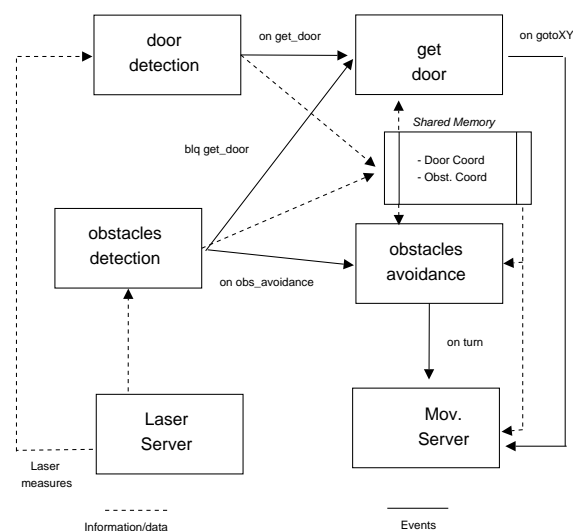 door
detection
on get_door
get
door
on gotoXY
Shared Memory
- Door Coord
- Obst. Coord
blq get_door
obstacles
detection
obstacles
avoidance
on obs_avoidance
on turn
Laser
Server
Mov.
Server
Laser
measures
Information/data
Events